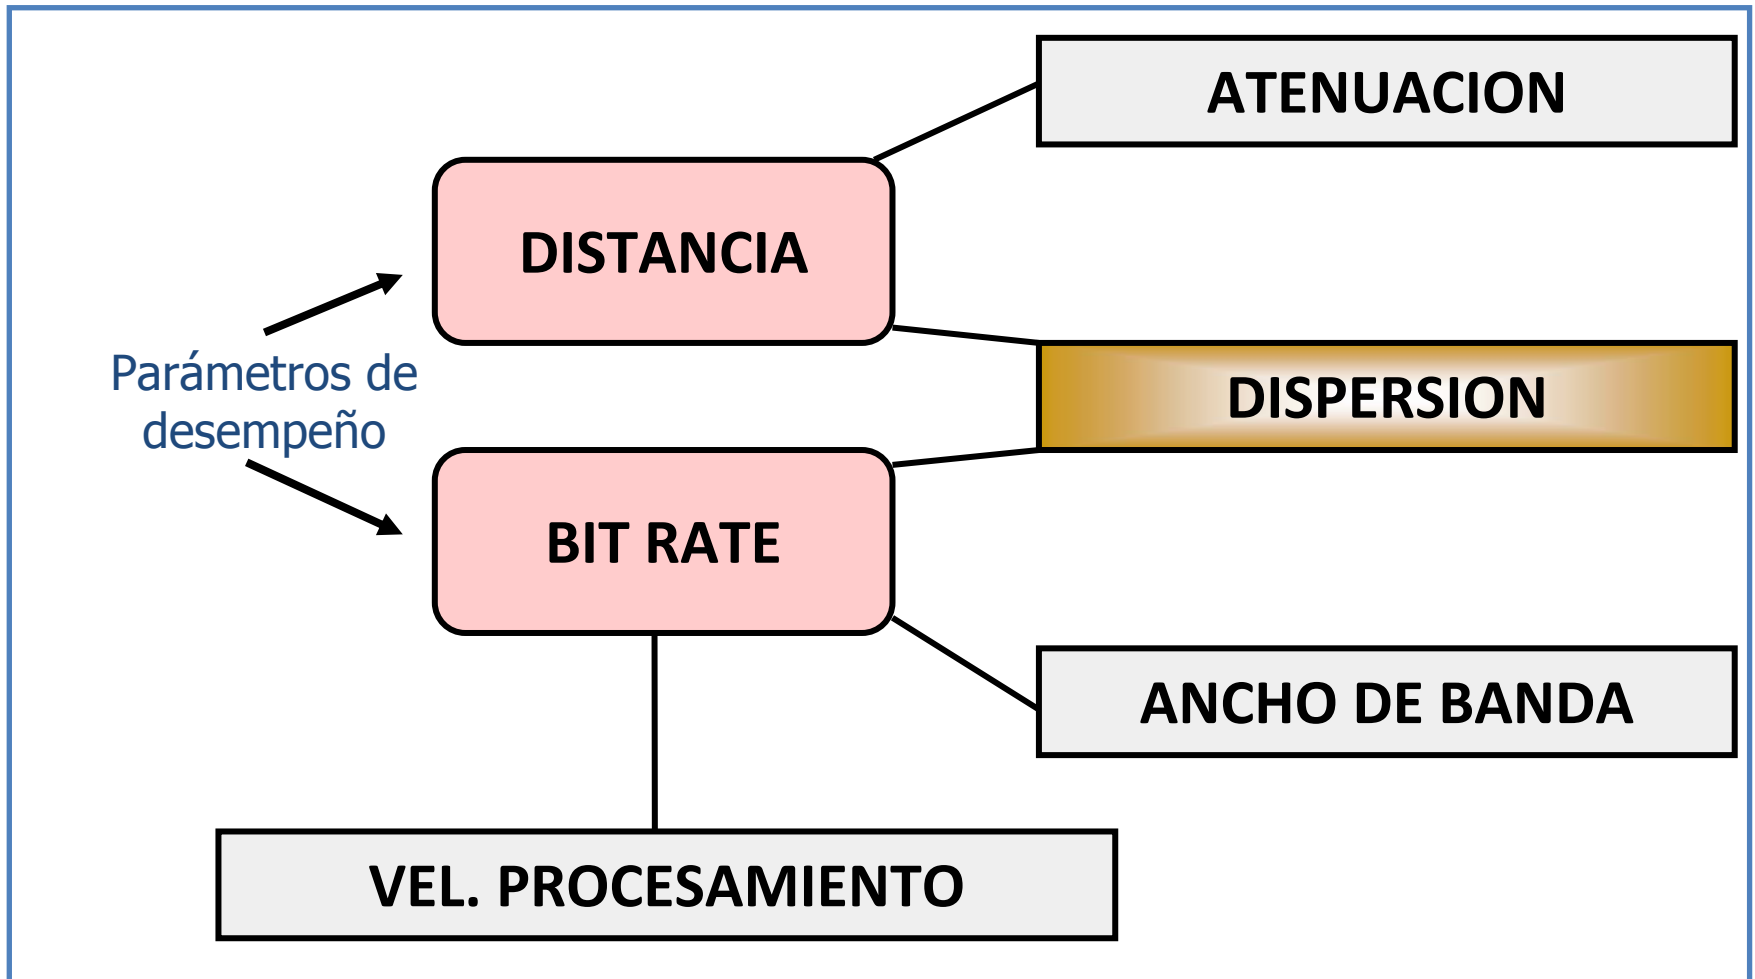 ATENUACION
DISTANCIA
Parámetros de
desempeño
DISPERSION
BIT RATE
ANCHO DE BANDA
VEL. PROCESAMIENTO